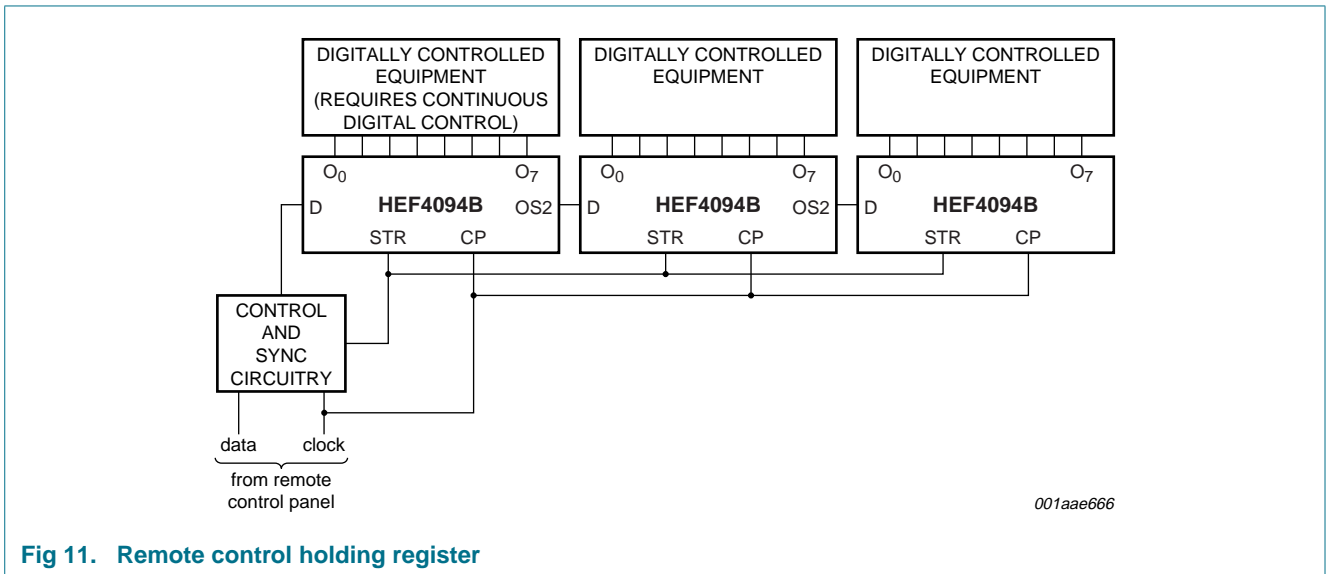 DIGITALLY CONTROLLED
EQUIPMENT
(REQUIRES CONTINUOUS
DIGITAL CONTROL)
DIGITALLY CONTROLLED
EQUIPMENT
DIGITALLY CONTROLLED
EQUIPMENT
O0 O7
D HEF4094B OS2
STR CP
O0 O7
D HEF4094B OS2
STR CP
O0 O7
D HEF4094B
STR CP
CONTROL
AND
SYNC
CIRCUITRY
data clock
from remote
control panel
001aae666
Fig 11. Remote control holding register